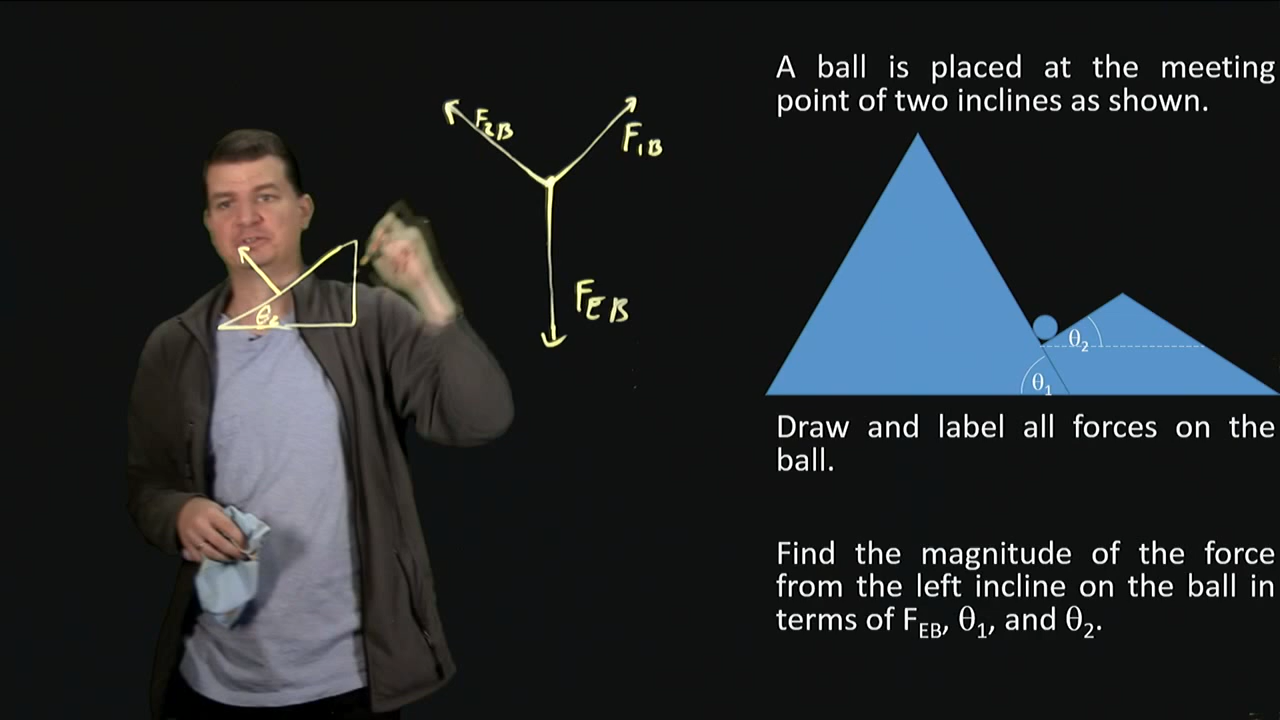 F2B
F1B
FEB
θ2
A ball is placed at the meeting
point of two inclines as shown.
θ2
θ1
Draw and label all forces on the
ball.
Find the magnitude of the force
from the left incline on the ball in
terms of FEB, θ1, and θ2.